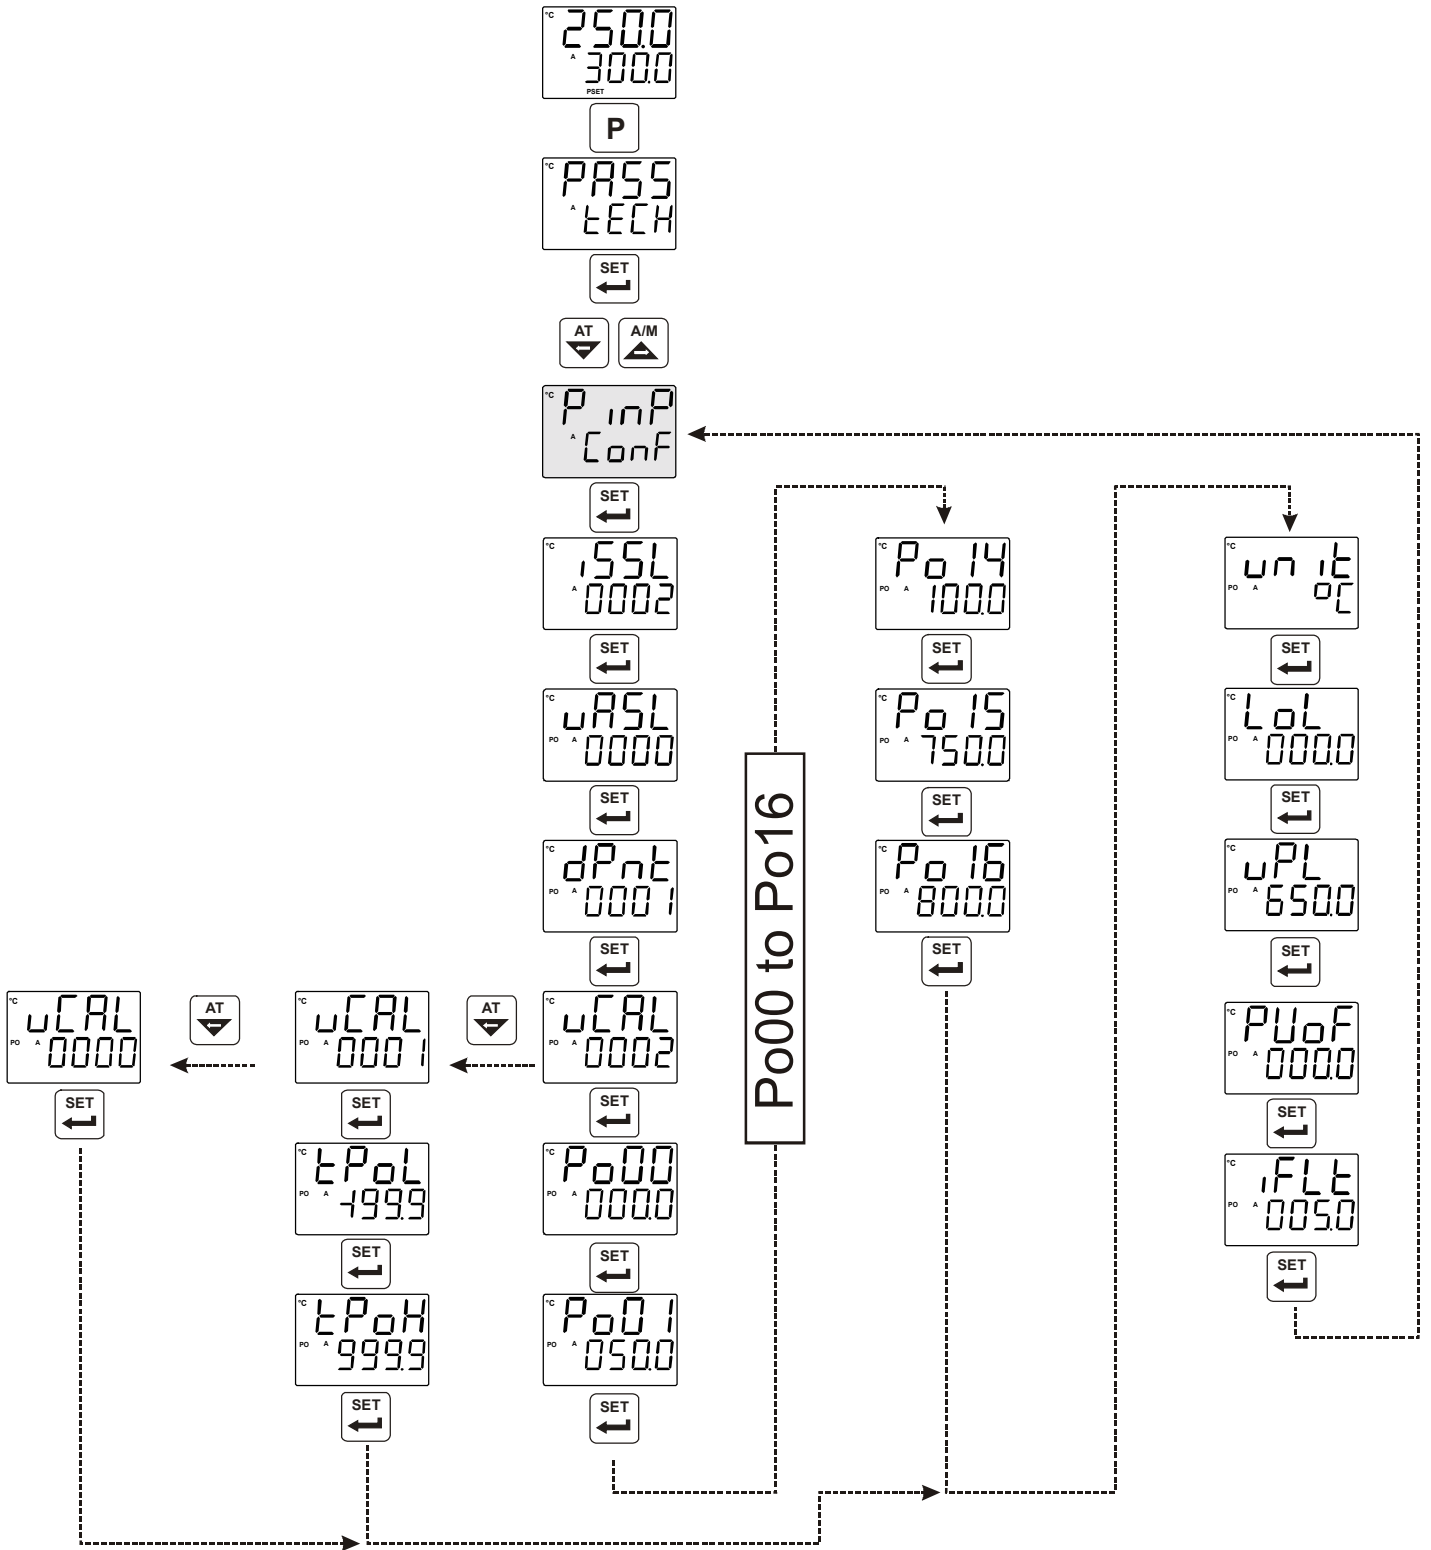 °C 250.0
A 300.0
PSET
P
°C PASS
A tECH
SET
AT A/M
°C P inP
A ConF
SET
°C iSSL
A 0002
SET
°C uASL
PO A 0000
SET
°C dPnt
PO A 0001
SET
°C uCAL
PO A 0002
SET
°C Po00
PO A 000.0
SET
°C Po01
PO A 050.0
SET
AT
°C uCAL
PO A 0001
SET
°C tPoL
PO A -199.9
SET
°C tPoH
PO A 999.9
SET
AT
°C uCAL
PO A 0000
SET
Po00 to Po16
°C Po14
PO A 100.0
SET
°C Po15
PO A 750.0
SET
°C Po16
PO A 800.0
SET
°C unit
PO A °C
SET
°C LoL
PO A 000.0
SET
°C uPL
PO A 650.0
SET
°C PUoF
PO A 000.0
SET
°C iFLt
PO A 005.0
SET